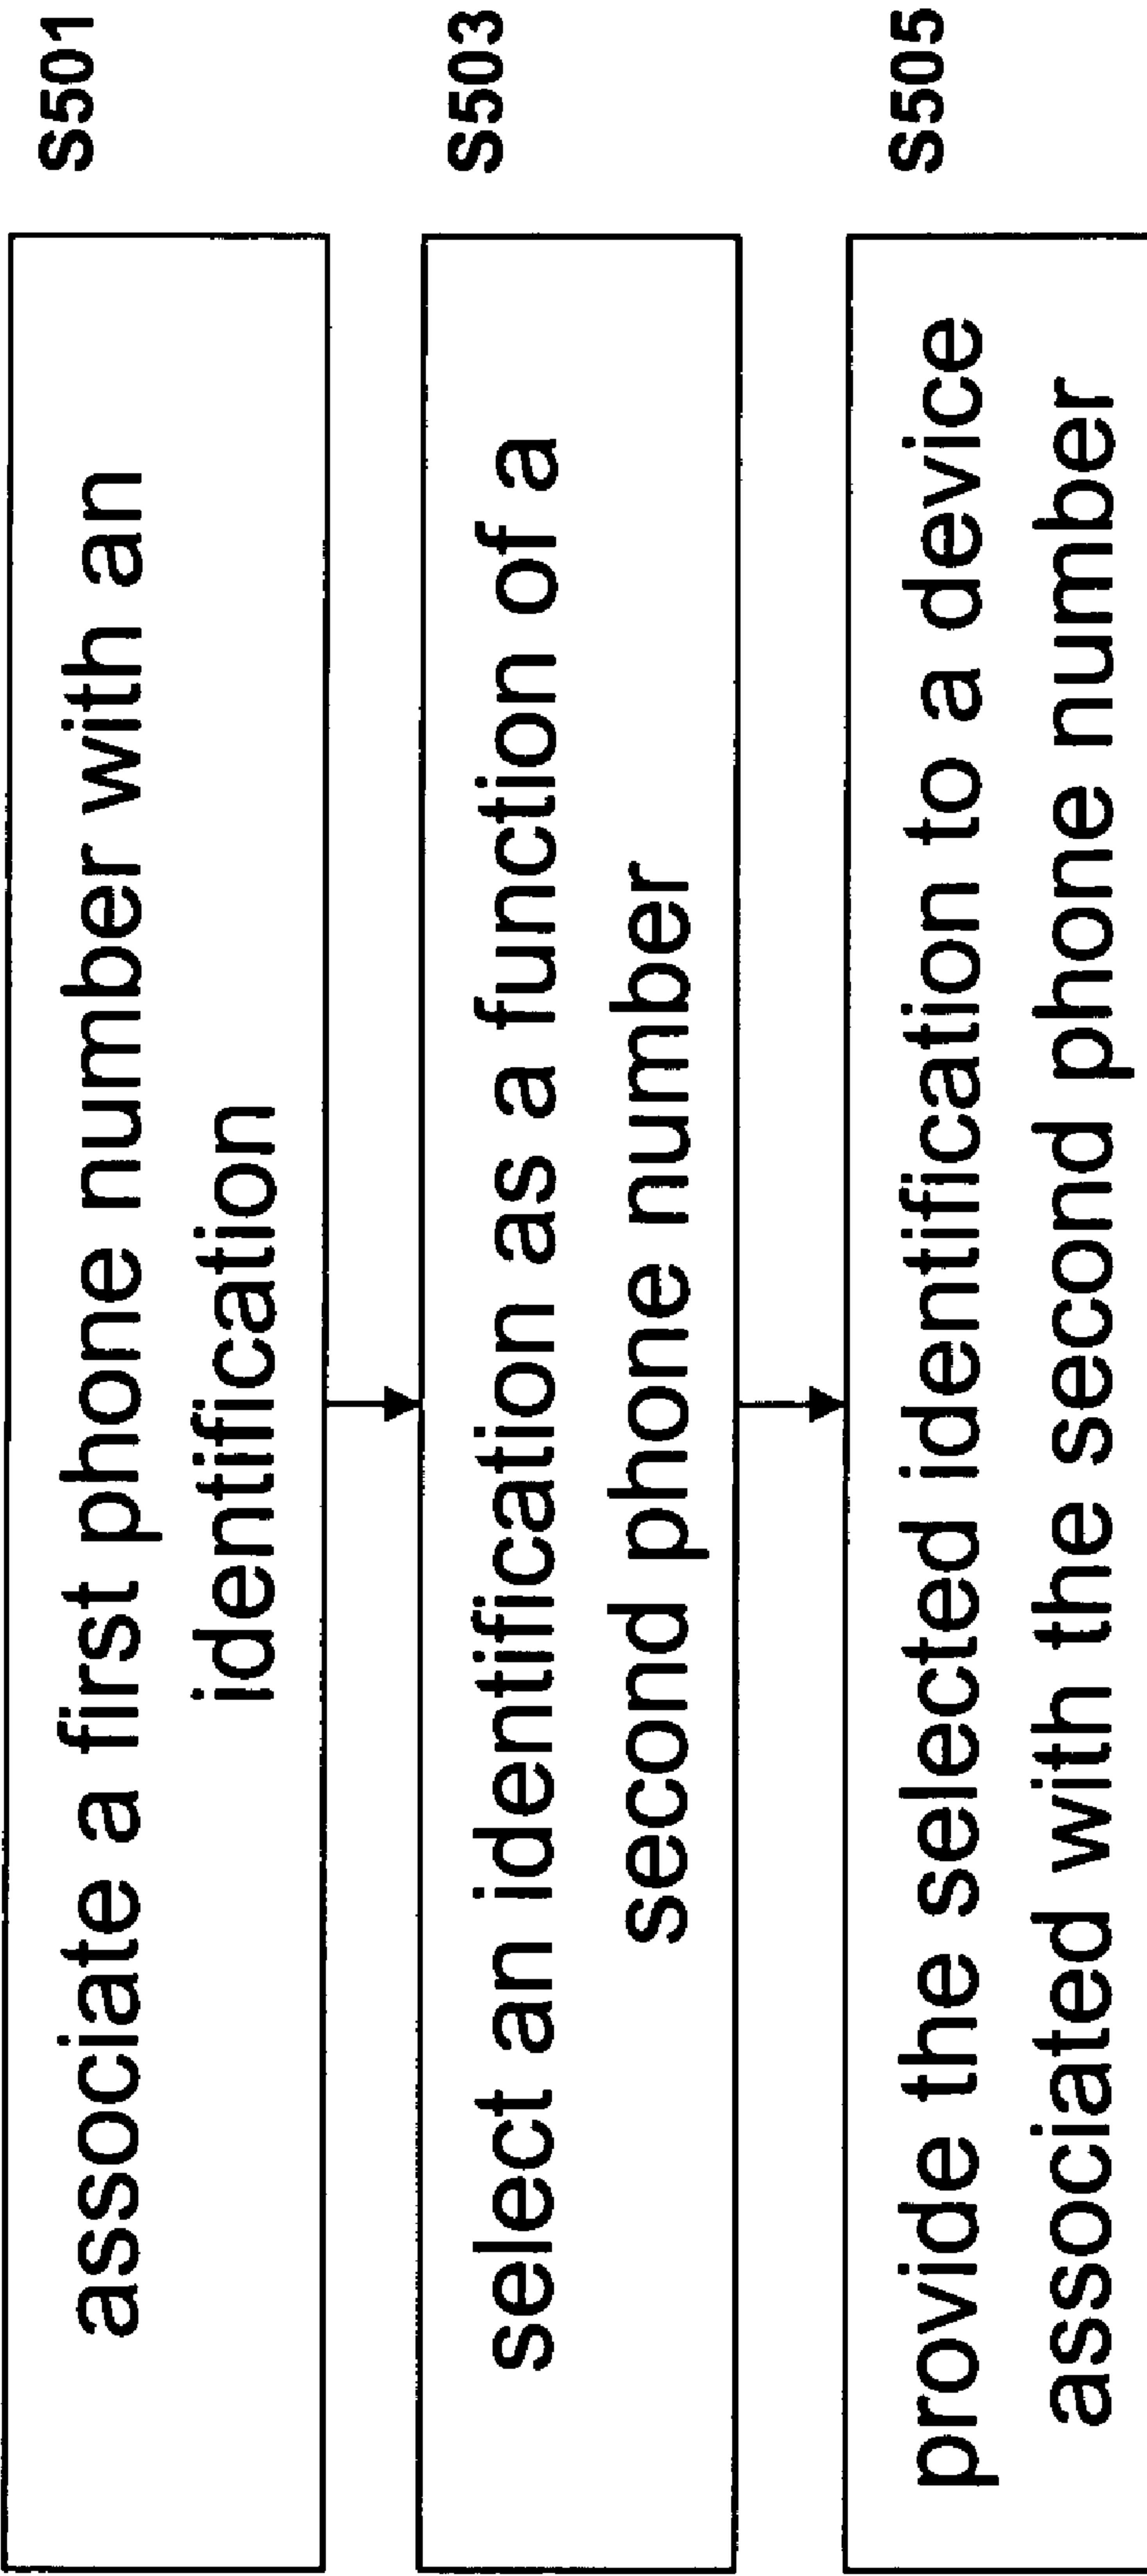 associate a first phone number with an
identification
S501
select an identification as a function of a
second phone number
S503
provide the selected identification to a device
associated with the second phone number
S505